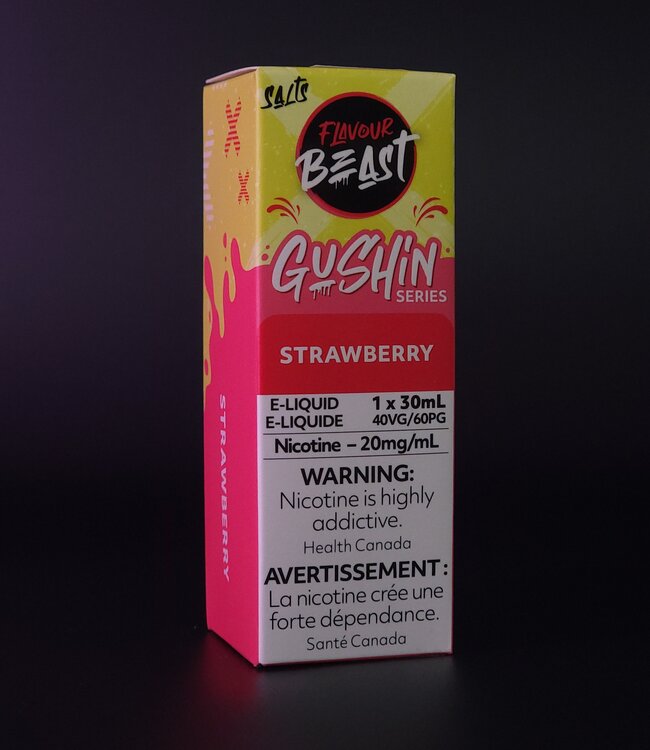 SALTS
FLAVOUR
BEAST
GUSHIN
SERIES
STRAWBERRY
E-LIQUID 1 x 30mL
E-LIQUIDE 40VG/60PG
Nicotine – 20mg/mL
WARNING:
Nicotine is highly
addictive.
Health Canada
AVERTISSEMENT :
La nicotine crée une
forte dépendance.
Santé Canada
STRAWBERRY